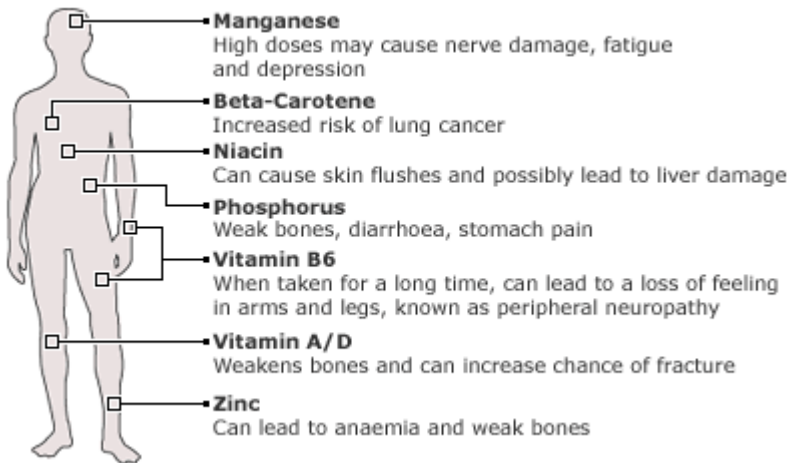 Manganese
High doses may cause nerve damage, fatigue
and depression
Beta-Carotene
Increased risk of lung cancer
Niacin
Can cause skin flushes and possibly lead to liver damage
Phosphorus
Weak bones, diarrhoea, stomach pain
Vitamin B6
When taken for a long time, can lead to a loss of feeling
in arms and legs, known as peripheral neuropathy
Vitamin A/D
Weakens bones and can increase chance of fracture
Zinc
Can lead to anaemia and weak bones